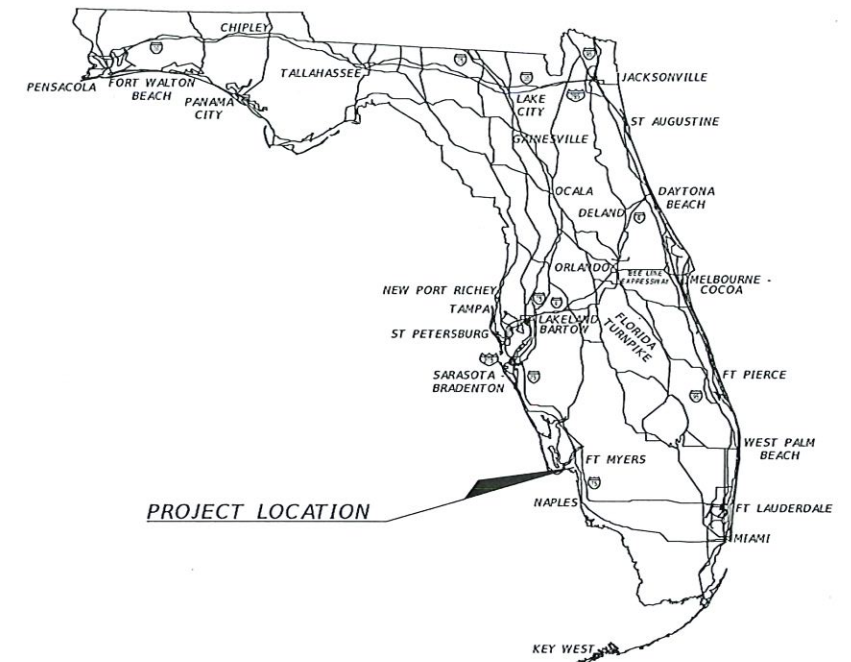 CHIPLEY
TALLAHASSEE
PENSACOLA
FORT WALTON
BEACH
PANAMA
CITY
JACKSONVILLE
LAKE
CITY
ST AUGUSTINE
GAINESVILLE
OCALA
DAYTONA
BEACH
DELAND
ORLANDO
BEE LINE
EXPRESSWAY
MELBOURNE -
COCOA
NEW PORT RICHEY
TAMPA
LAKELAND
BARTOW
ST PETERSBURG
FLORIDA
TURNPIKE
SARASOTA -
BRADENTON
FT PIERCE
WEST PALM
BEACH
FT MYERS
75
NAPLES
PROJECT LOCATION
FT LAUDERDALE
MIAMI
KEY WEST